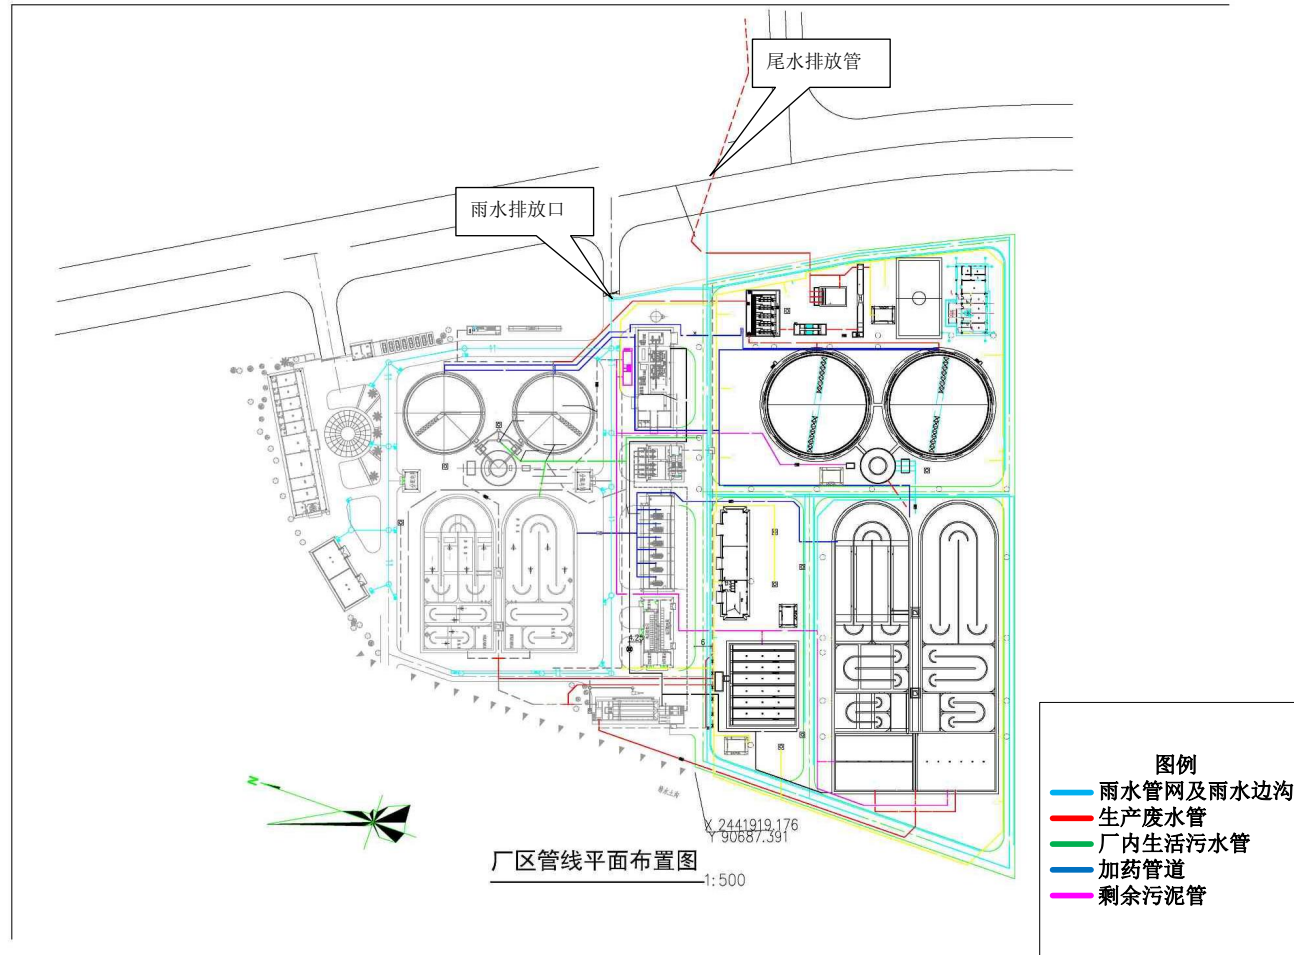 尾水排放管
雨水排放口
N
4.25
6
X 2441919.176
Y 90687.391
厂区管线平面布置图
1:500
图例
雨水管网及雨水边沟
生产废水管
厂内生活污水管
加药管道
剩余污泥管